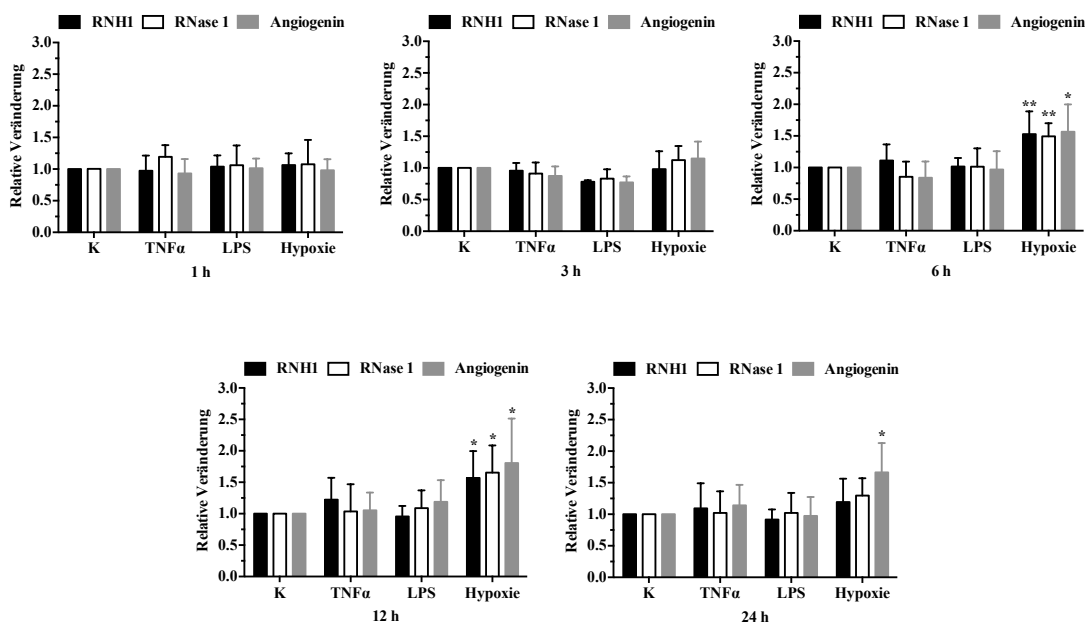 RNH1 RNase 1 Angiogenin
Relative Veränderung
3.0
2.5
2.0
1.5
1.0
0.5
0.0
K TNFα LPS Hypoxie
1 h
RNH1 RNase 1 Angiogenin
Relative Veränderung
3.0
2.5
2.0
1.5
1.0
0.5
0.0
K TNFα LPS Hypoxie
3 h
RNH1 RNase 1 Angiogenin
Relative Veränderung
3.0
2.5
2.0
1.5
1.0
0.5
0.0
** ** *
K TNFα LPS Hypoxie
6 h
RNH1 RNase 1 Angiogenin
Relative Veränderung
3.0
2.5
2.0
1.5
1.0
0.5
0.0
* * *
K TNFα LPS Hypoxie
12 h
RNH1 RNase 1 Angiogenin
Relative Veränderung
3.0
2.5
2.0
1.5
1.0
0.5
0.0
*
K TNFα LPS Hypoxie
24 h